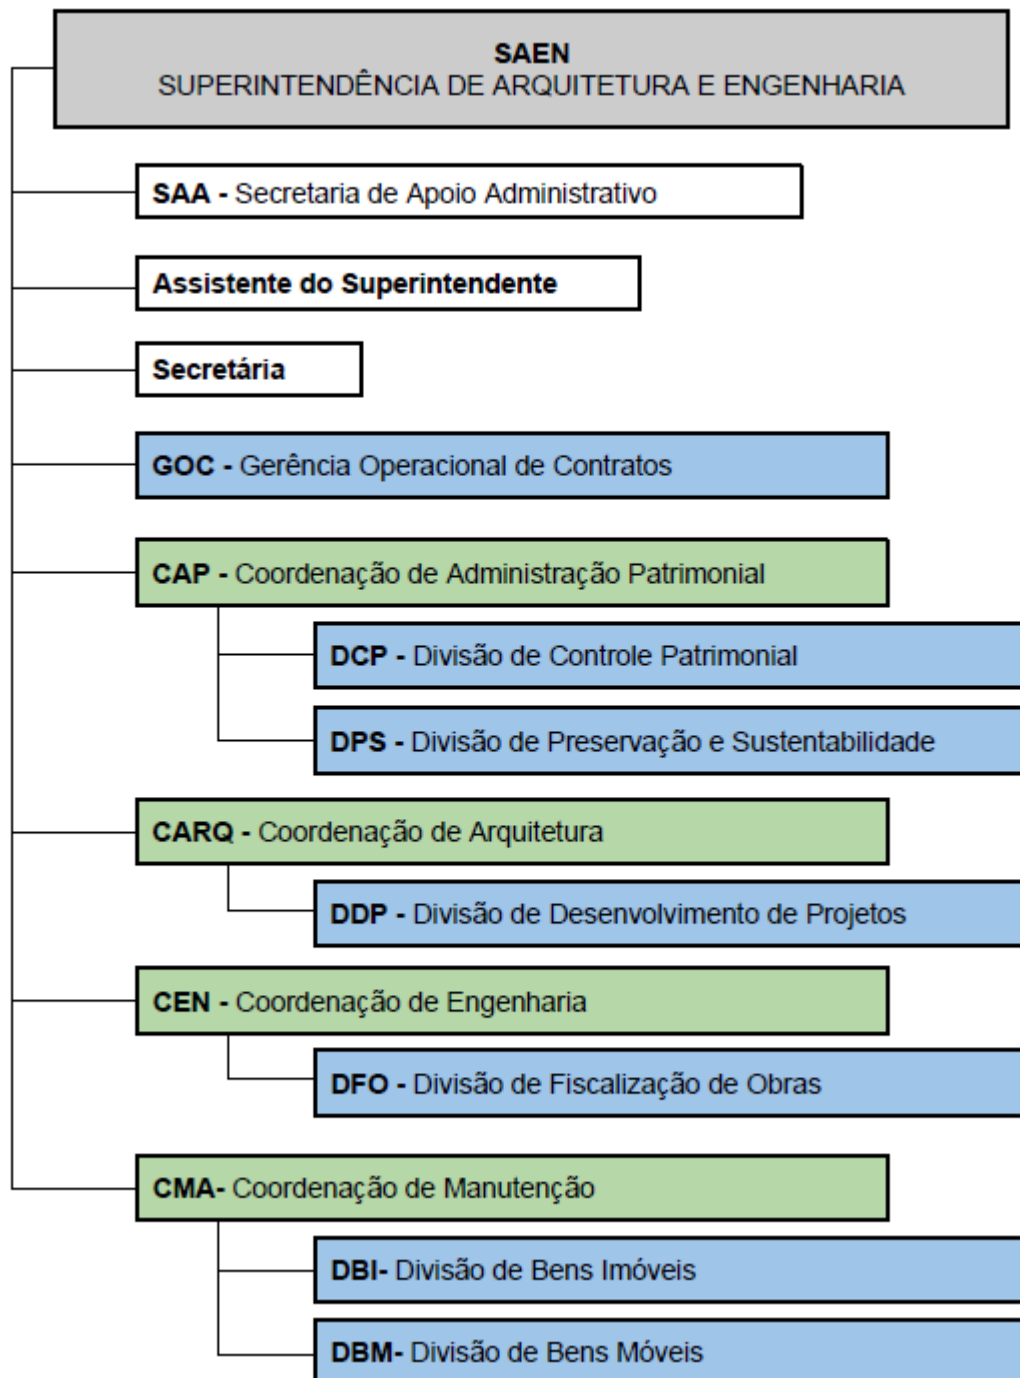 SAEN
SUPERINTENDÊNCIA DE ARQUITETURA E ENGENHARIA
SAA - Secretaria de Apoio Administrativo
Assistente do Superintendente
Secretária
GOC - Gerência Operacional de Contratos
CAP - Coordenação de Administração Patrimonial
DCP - Divisão de Controle Patrimonial
DPS - Divisão de Preservação e Sustentabilidade
CARQ - Coordenação de Arquitetura
DDP - Divisão de Desenvolvimento de Projetos
CEN - Coordenação de Engenharia
DFO - Divisão de Fiscalização de Obras
CMA- Coordenação de Manutenção
DBI- Divisão de Bens Imóveis
DBM- Divisão de Bens Móveis